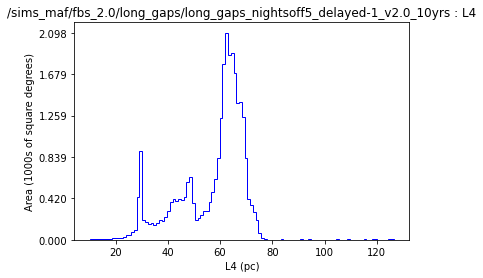 /sims_maf/fbs_2.0/long_gaps/long_gaps_nightsoff5_delayed-1_v2.0_10yrs : L4
2.098
1.679
1.259
0.839
0.420
0.000
Area (1000s of square degrees)
20 40 60 80 100 120
L4 (pc)